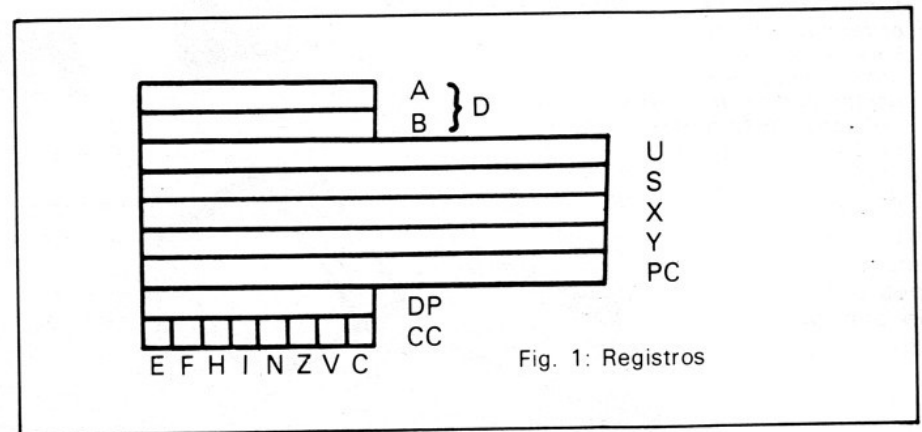 A
B } D
U
S
X
Y
PC
DP
CC
E F H I N Z V C
Fig. 1: Registros